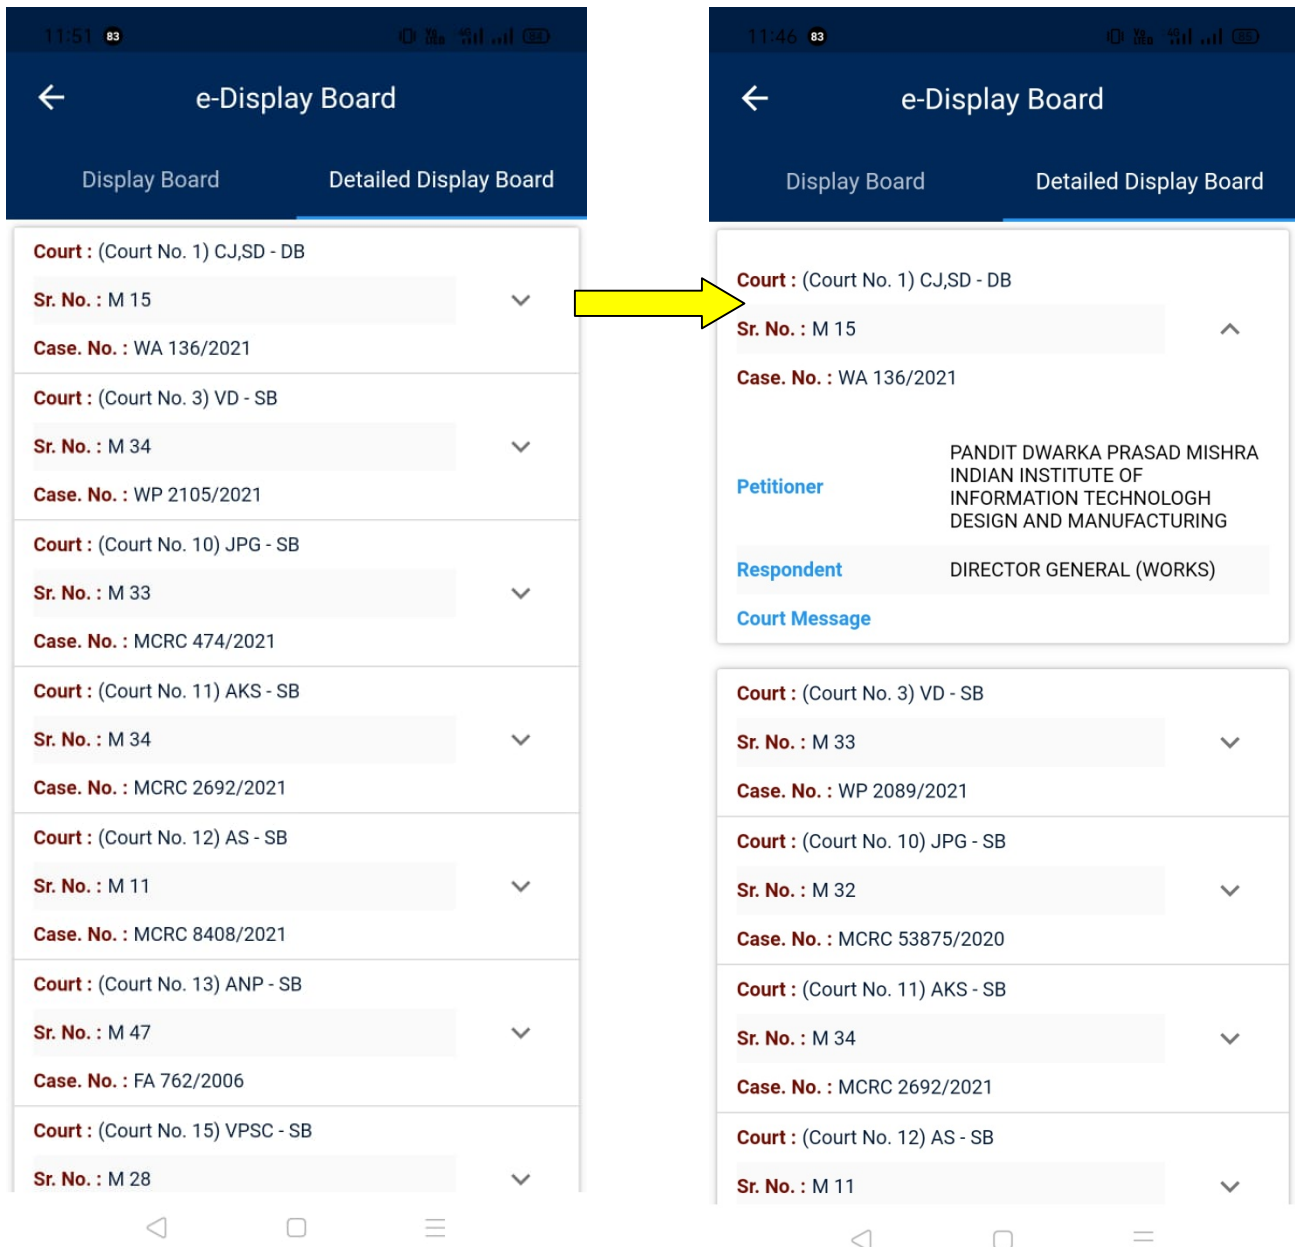 11:51 83
e-Display Board
Display Board Detailed Display Board
Court : (Court No. 1) CJ,SD - DB
Sr. No. : M 15
Case. No. : WA 136/2021
Court : (Court No. 3) VD - SB
Sr. No. : M 34
Case. No. : WP 2105/2021
Court : (Court No. 10) JPG - SB
Sr. No. : M 33
Case. No. : MCRC 474/2021
Court : (Court No. 11) AKS - SB
Sr. No. : M 34
Case. No. : MCRC 2692/2021
Court : (Court No. 12) AS - SB
Sr. No. : M 11
Case. No. : MCRC 8408/2021
Court : (Court No. 13) ANP - SB
Sr. No. : M 47
Case. No. : FA 762/2006
Court : (Court No. 15) VPSC - SB
Sr. No. : M 28
11:46 83
e-Display Board
Display Board Detailed Display Board
Court : (Court No. 1) CJ,SD - DB
Sr. No. : M 15
Case. No. : WA 136/2021
Petitioner
PANDIT DWARKA PRASAD MISHRA
INDIAN INSTITUTE OF
INFORMATION TECHNOLOGH
DESIGN AND MANUFACTURING
Respondent DIRECTOR GENERAL (WORKS)
Court Message
Court : (Court No. 3) VD - SB
Sr. No. : M 33
Case. No. : WP 2089/2021
Court : (Court No. 10) JPG - SB
Sr. No. : M 32
Case. No. : MCRC 53875/2020
Court : (Court No. 11) AKS - SB
Sr. No. : M 34
Case. No. : MCRC 2692/2021
Court : (Court No. 12) AS - SB
Sr. No. : M 11